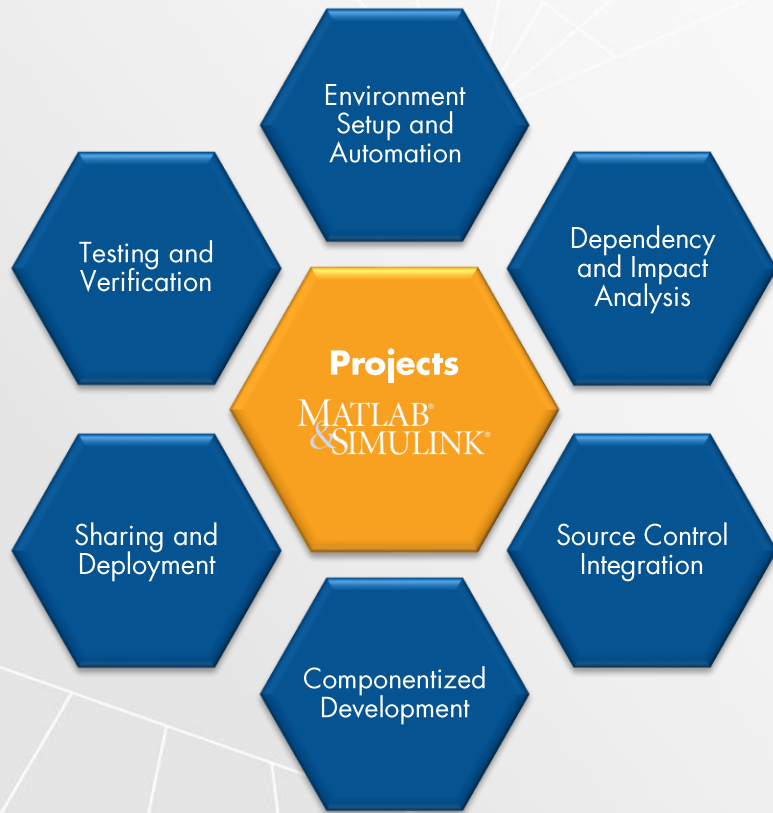 Environment
Setup and
Automation
Testing and
Verification
Dependency
and Impact
Analysis
Projects
MATLAB®
&SIMULINK®
Sharing and
Deployment
Source Control
Integration
Componentized
Development